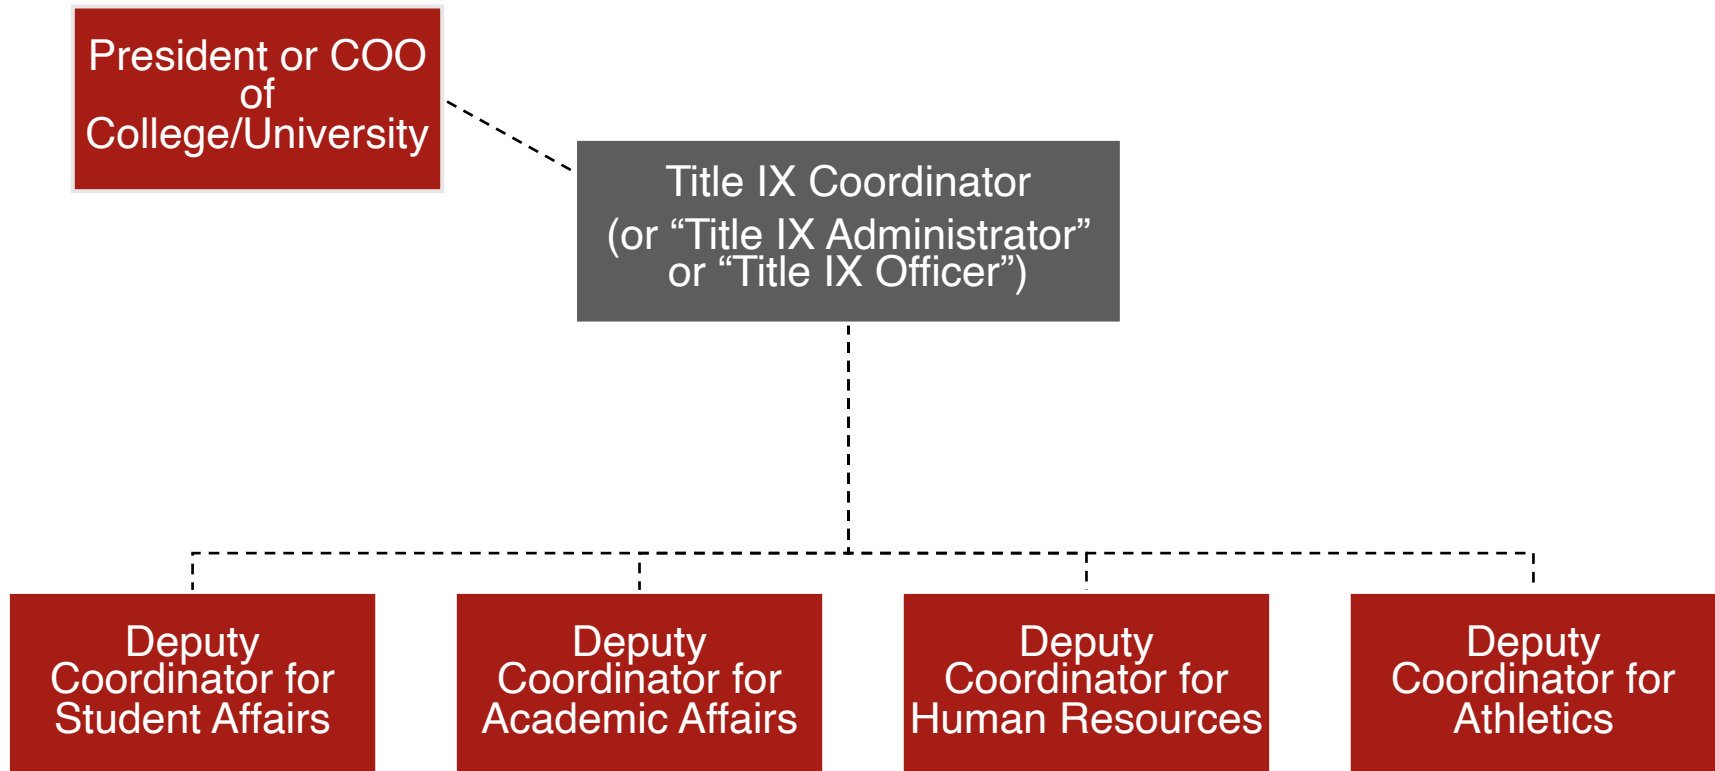 President or COO
of
College/University
Title IX Coordinator
(or “Title IX Administrator”
or “Title IX Officer”)
Deputy
Coordinator for
Student Affairs
Deputy
Coordinator for
Academic Affairs
Deputy
Coordinator for
Human Resources
Deputy
Coordinator for
Athletics